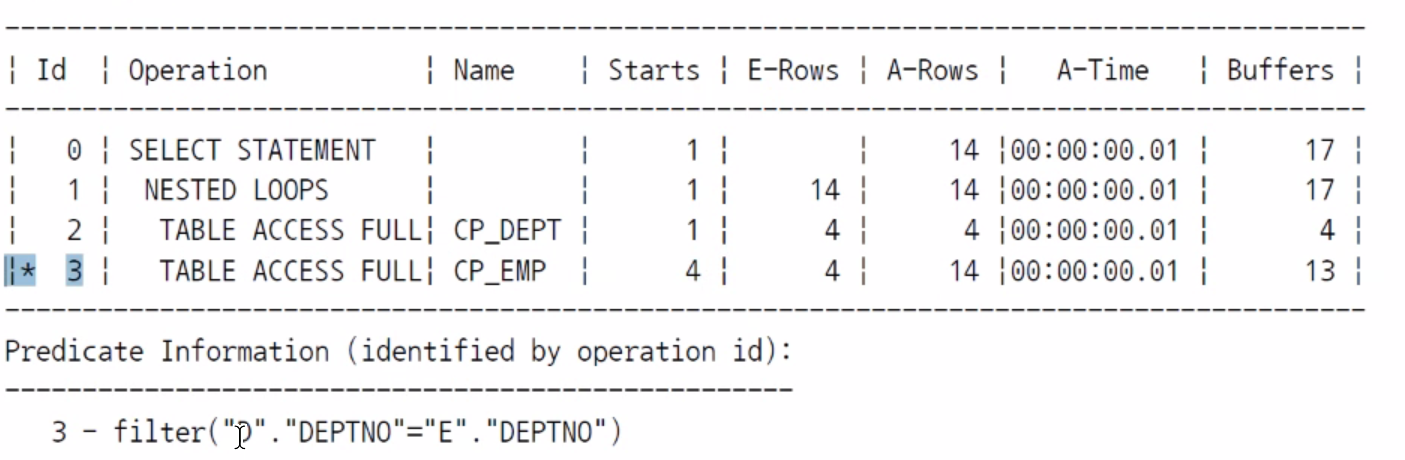 --------------------------------------------------------------------------------------
¦ Id  ¦ Operation          ¦ Name    ¦ Starts ¦ E-Rows ¦ A-Rows ¦   A-Time   ¦ Buffers ¦
--------------------------------------------------------------------------------------
¦   0 ¦ SELECT STATEMENT   ¦         ¦      1 ¦        ¦     14 ¦00:00:00.01 ¦      17 ¦
¦   1 ¦  NESTED LOOPS      ¦         ¦      1 ¦     14 ¦     14 ¦00:00:00.01 ¦      17 ¦
¦   2 ¦   TABLE ACCESS FULL¦ CP_DEPT ¦      1 ¦      4 ¦      4 ¦00:00:00.01 ¦       4 ¦
¦*  3 ¦   TABLE ACCESS FULL¦ CP_EMP  ¦      4 ¦      4 ¦     14 ¦00:00:00.01 ¦      13 ¦
--------------------------------------------------------------------------------------
Predicate Information (identified by operation id):
---------------------------------------------------
   3 - filter("D"."DEPTNO"="E"."DEPTNO")